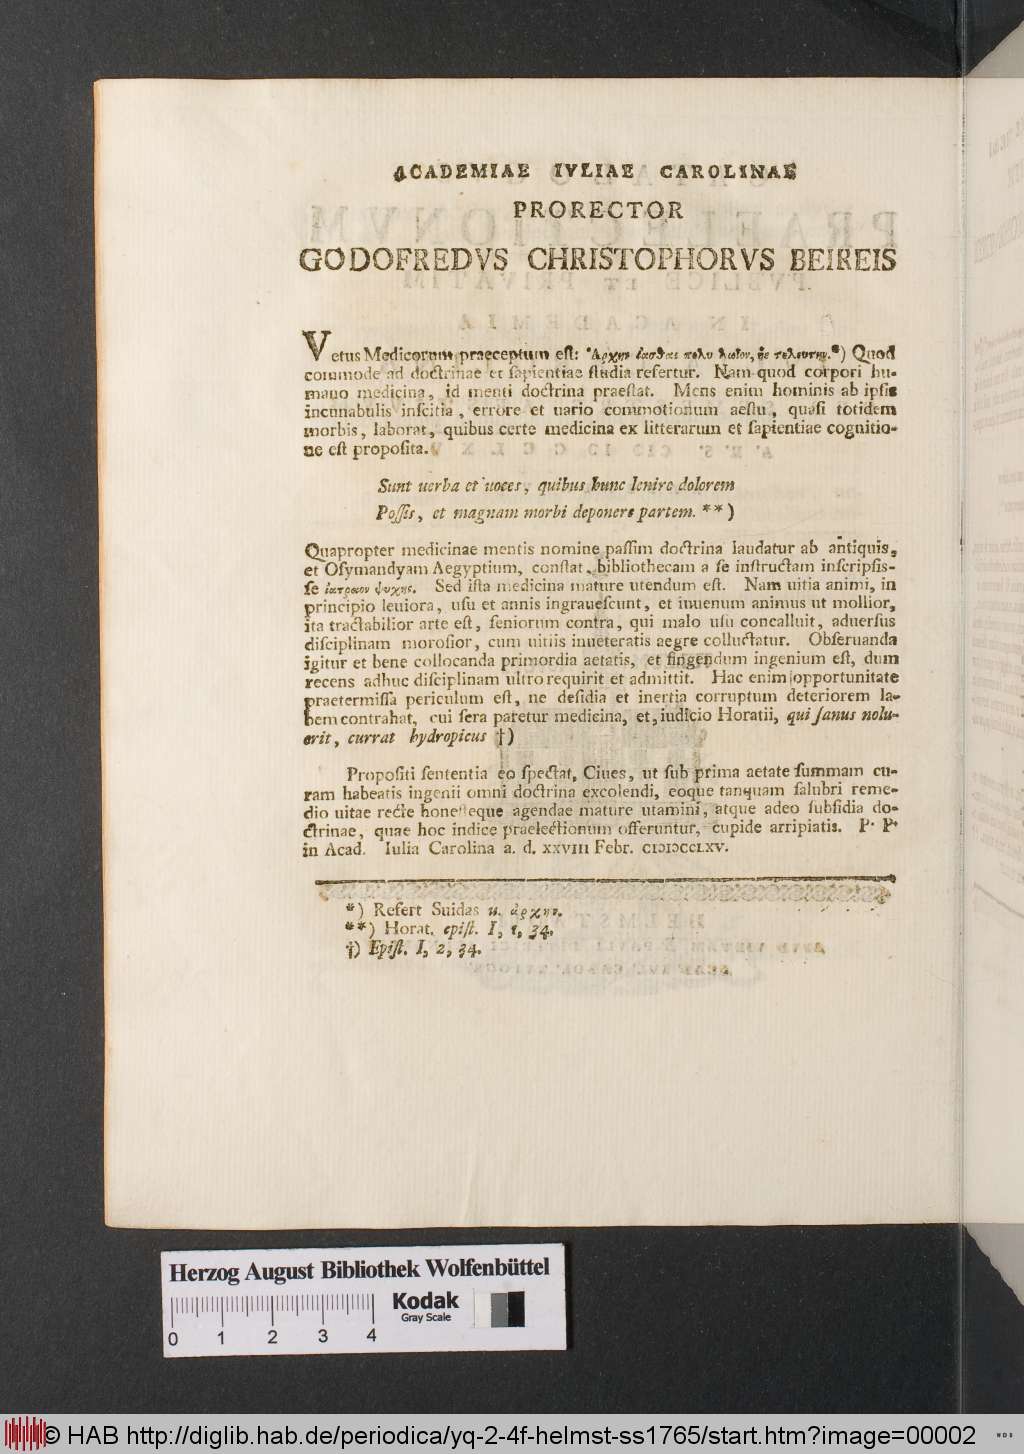 ACADEMIAE IVLIAE CAROLINAE
PRORECTOR
GODOFREDVS CHRISTOPHORVS BEIREIS
Vetus Medicorum praeceptum est: Ἀρχην ἰασθαι πολυ λωϊον, ἠε τελευτην.*) Quod
commode ad doctrinae et sapientiae studia refertur. Nam quod corpori hu-
mano medicina, id menti doctrina praestat. Mens enim hominis ab ipsis
incunabulis inscitia, errore et uario commotionum aestu, quasi totidem
morbis, laborat, quibus certe medicina ex litterarum et sapientiae cognitio-
ne est proposita.
Sunt uerba et uoces, quibus hunc lenire dolorem
Possis, et magnam morbi deponere partem. **)
Quapropter medicinae mentis nomine passim doctrina laudatur ab antiquis,
et Osymandyam Aegyptium, constat, bibliothecam a se instructam inscripsis-
se ἰατρειον ψυχης. Sed ista medicina mature utendum est. Nam uitia animi, in
principio leuiora, usu et annis ingrauescunt, et iuuenum animus ut mollior,
ita tractabilior arte est, seniorum contra, qui malo usu concalluit, aduersus
disciplinam morosior, cum uitiis inueteratis aegre colluctatur. Obseruanda
igitur et bene collocanda primordia aetatis, et fingendum ingenium est, dum
recens adhuc disciplinam ultro requirit et admittit. Hac enim opportunitate
praetermissa periculum est, ne desidia et inertia corruptum deteriorem la-
bem contrahat, cui sera paretur medicina, et, iudicio Horatii, qui sanus nolu-
erit, currat hydropicus †)
Propositi sententia eo spectat, Ciues, ut sub prima aetate summam cu-
ram habeatis ingenii omni doctrina excolendi, eoque tanquam salubri reme-
dio uitae recte honesteque agendae mature utamini, atque adeo subsidia do-
ctrinae, quae hoc indice praelectionum offeruntur, cupide arripiatis. P. P.
in Acad. Iulia Carolina a. d. XXVIII Febr. CIↃIↃCCLXV.
*) Refert Suidas u. ἀρχην.
**) Horat. epist. I, 1, 34.
†) Epist. I, 2, 34.
Herzog August Bibliothek Wolfenbüttel
Kodak
Gray Scale
0 1 2 3 4
© HAB http://diglib.hab.de/periodica/yq-2-4f-helmst-ss1765/start.htm?image=00002